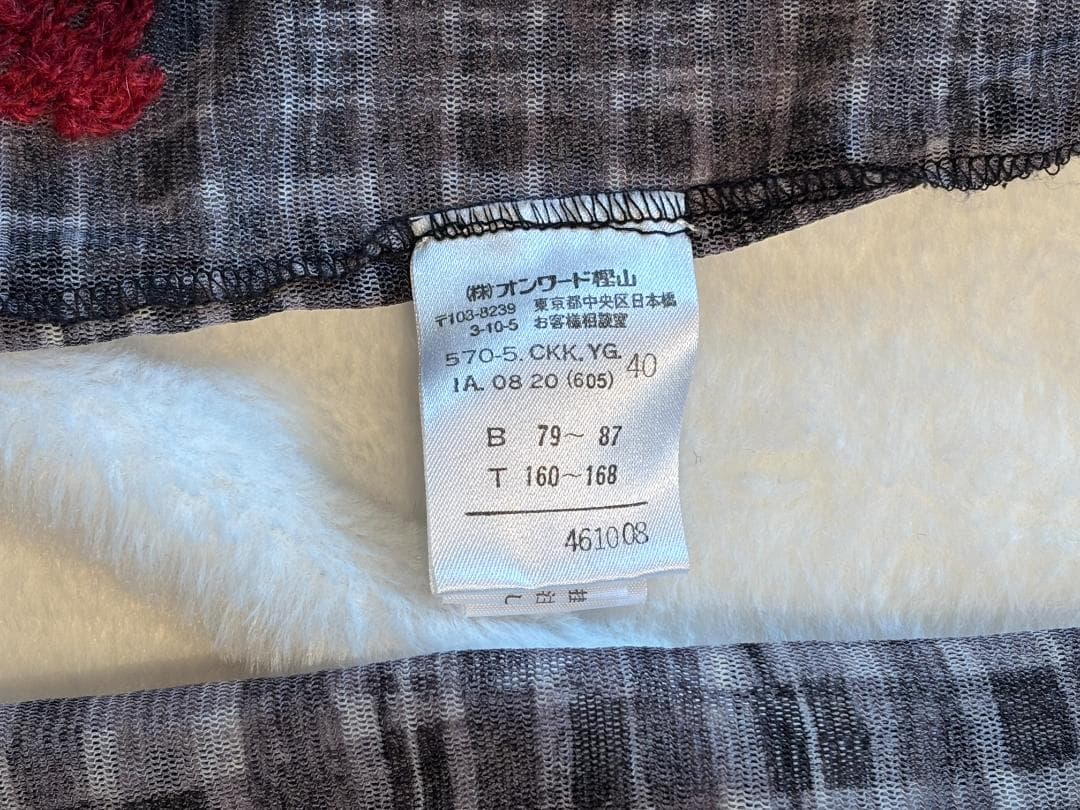 (株)オンワード樫山
〒103-8239 東京都中央区日本橋
3-10-5 お客様相談室
570-5. CKK. YG. 40
IA. 08 20 (605)
B 79～ 87
T 160～168
461008